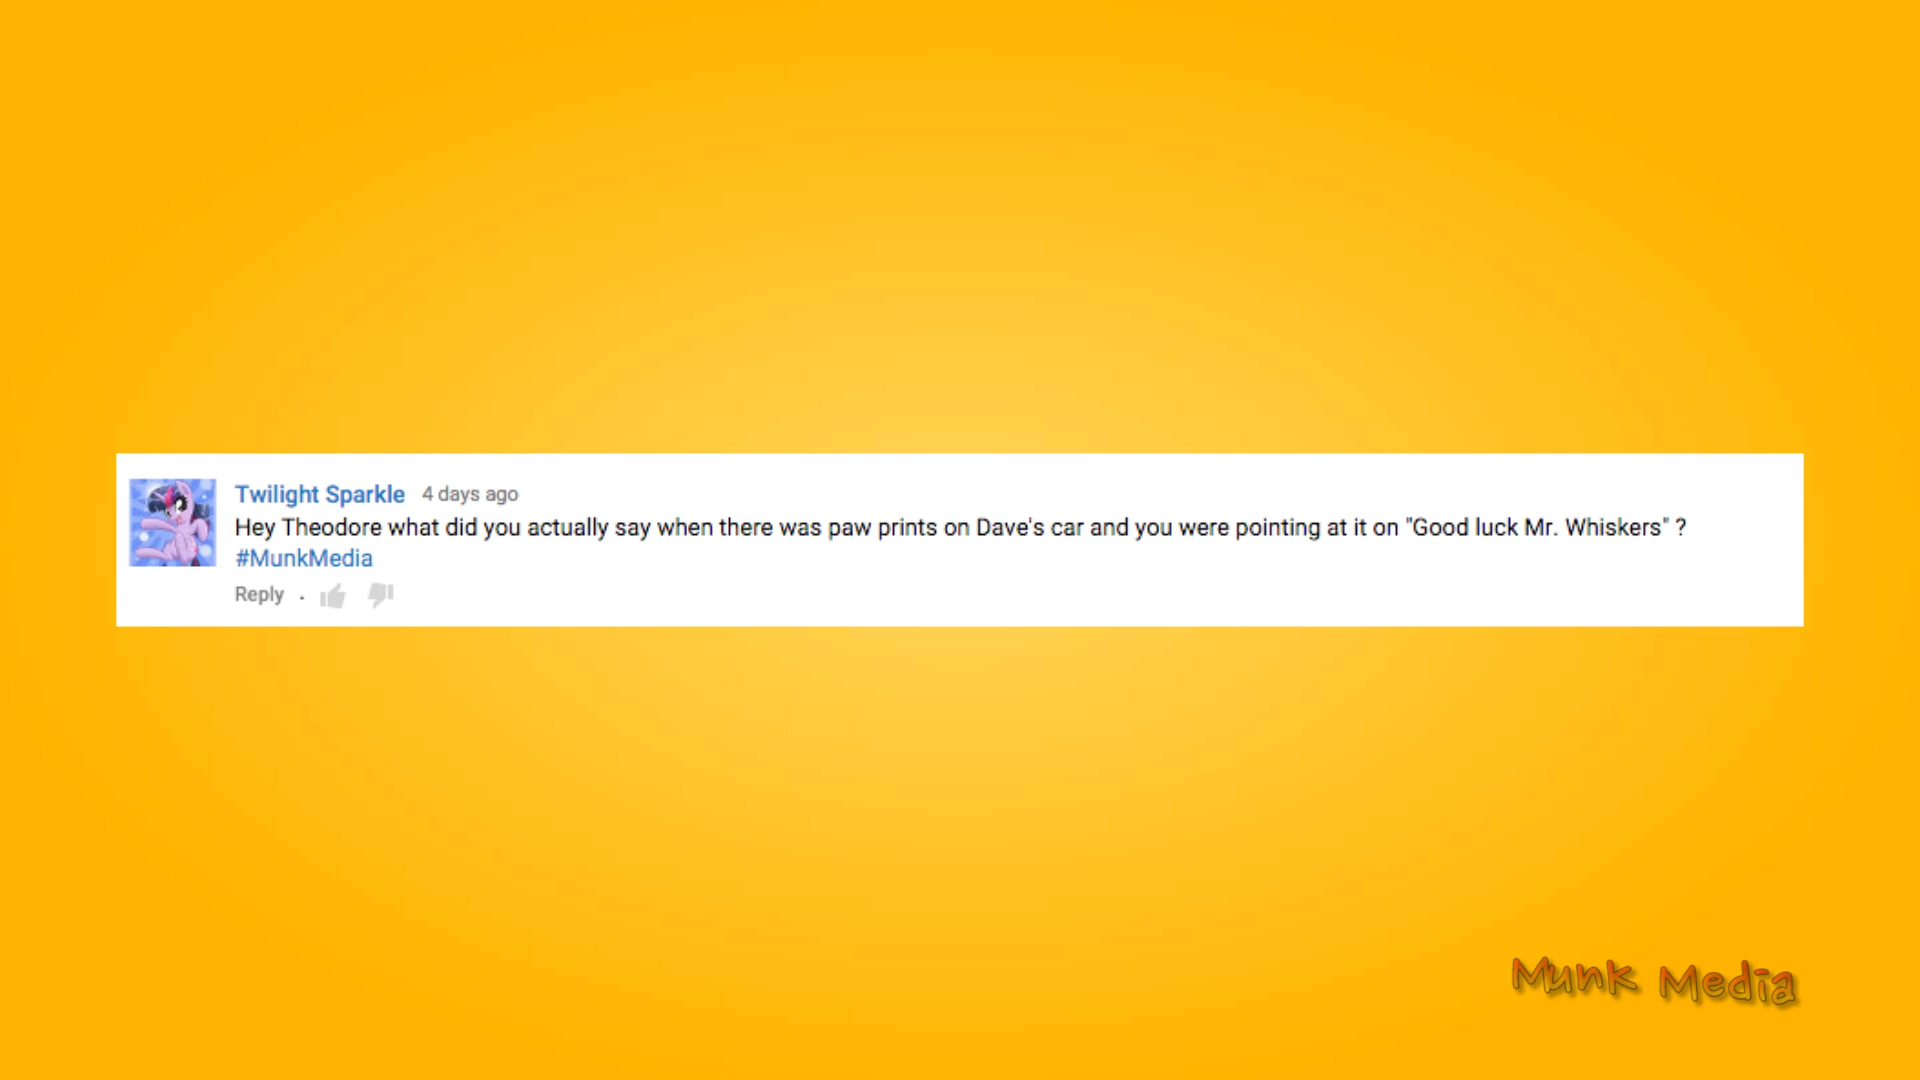 Twilight Sparkle 4 days ago
Hey Theodore what did you actually say when there was paw prints on Dave's car and you were pointing at it on "Good luck Mr. Whiskers" ?
#MunkMedia
Reply .
Munk Media